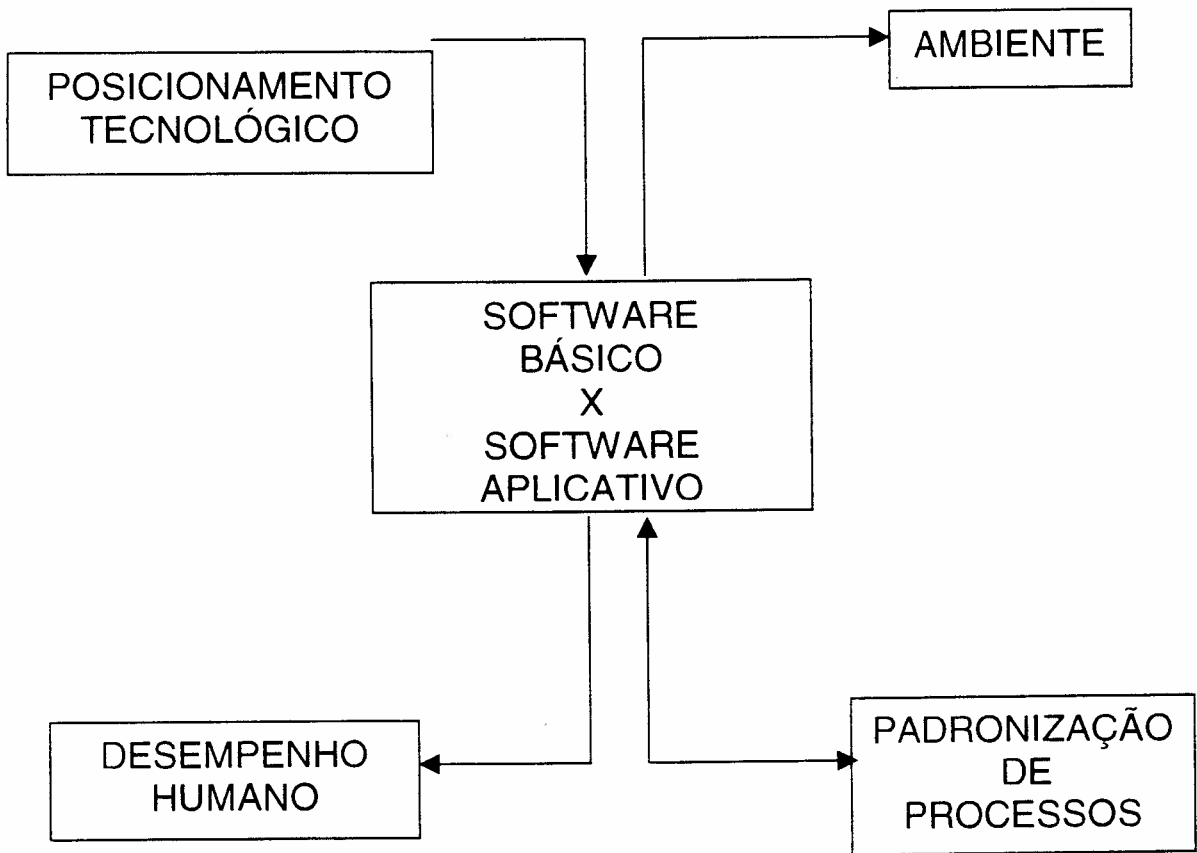 POSICIONAMENTO
TECNOLÓGICO
AMBIENTE
SOFTWARE
BÁSICO
X
SOFTWARE
APLICATIVO
DESEMPENHO
HUMANO
PADRONIZAÇÃO
DE
PROCESSOS